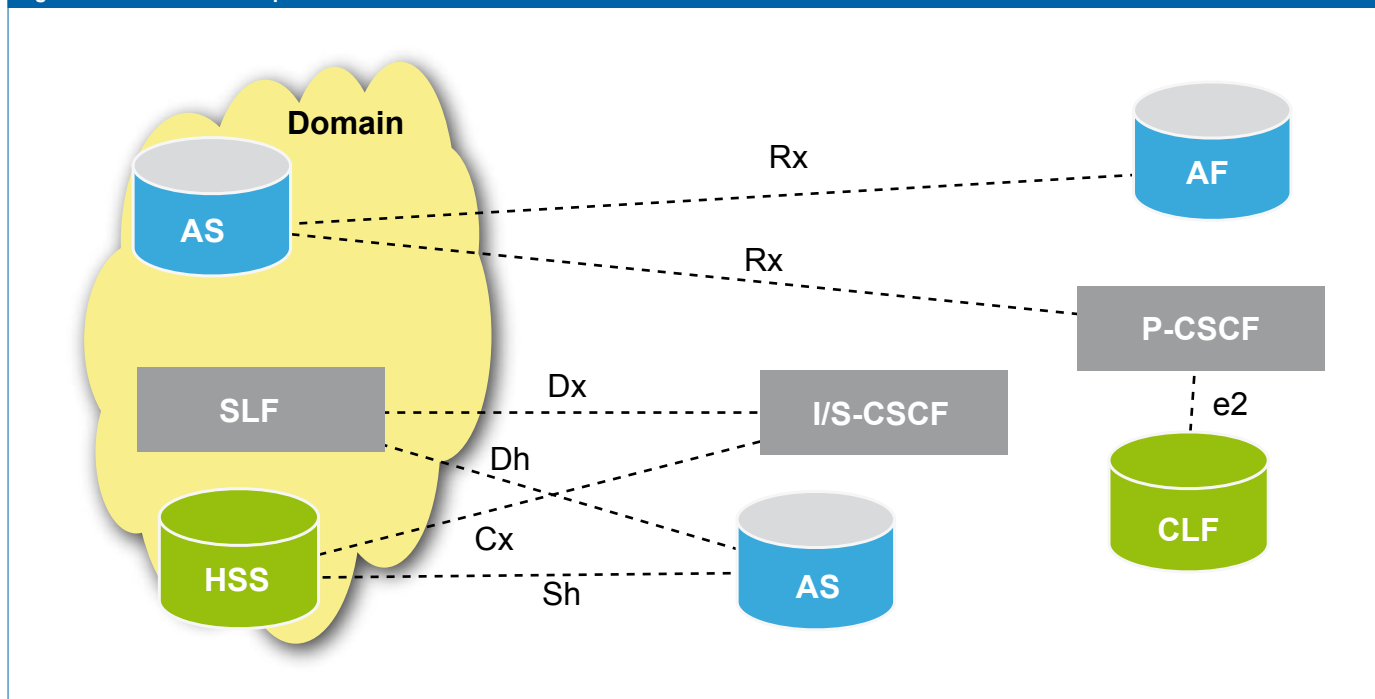 Domain
Rx
AF
AS
Rx
P-CSCF
Dx
SLF
I/S-CSCF
e2
Dh
Cx
CLF
HSS
Sh
AS